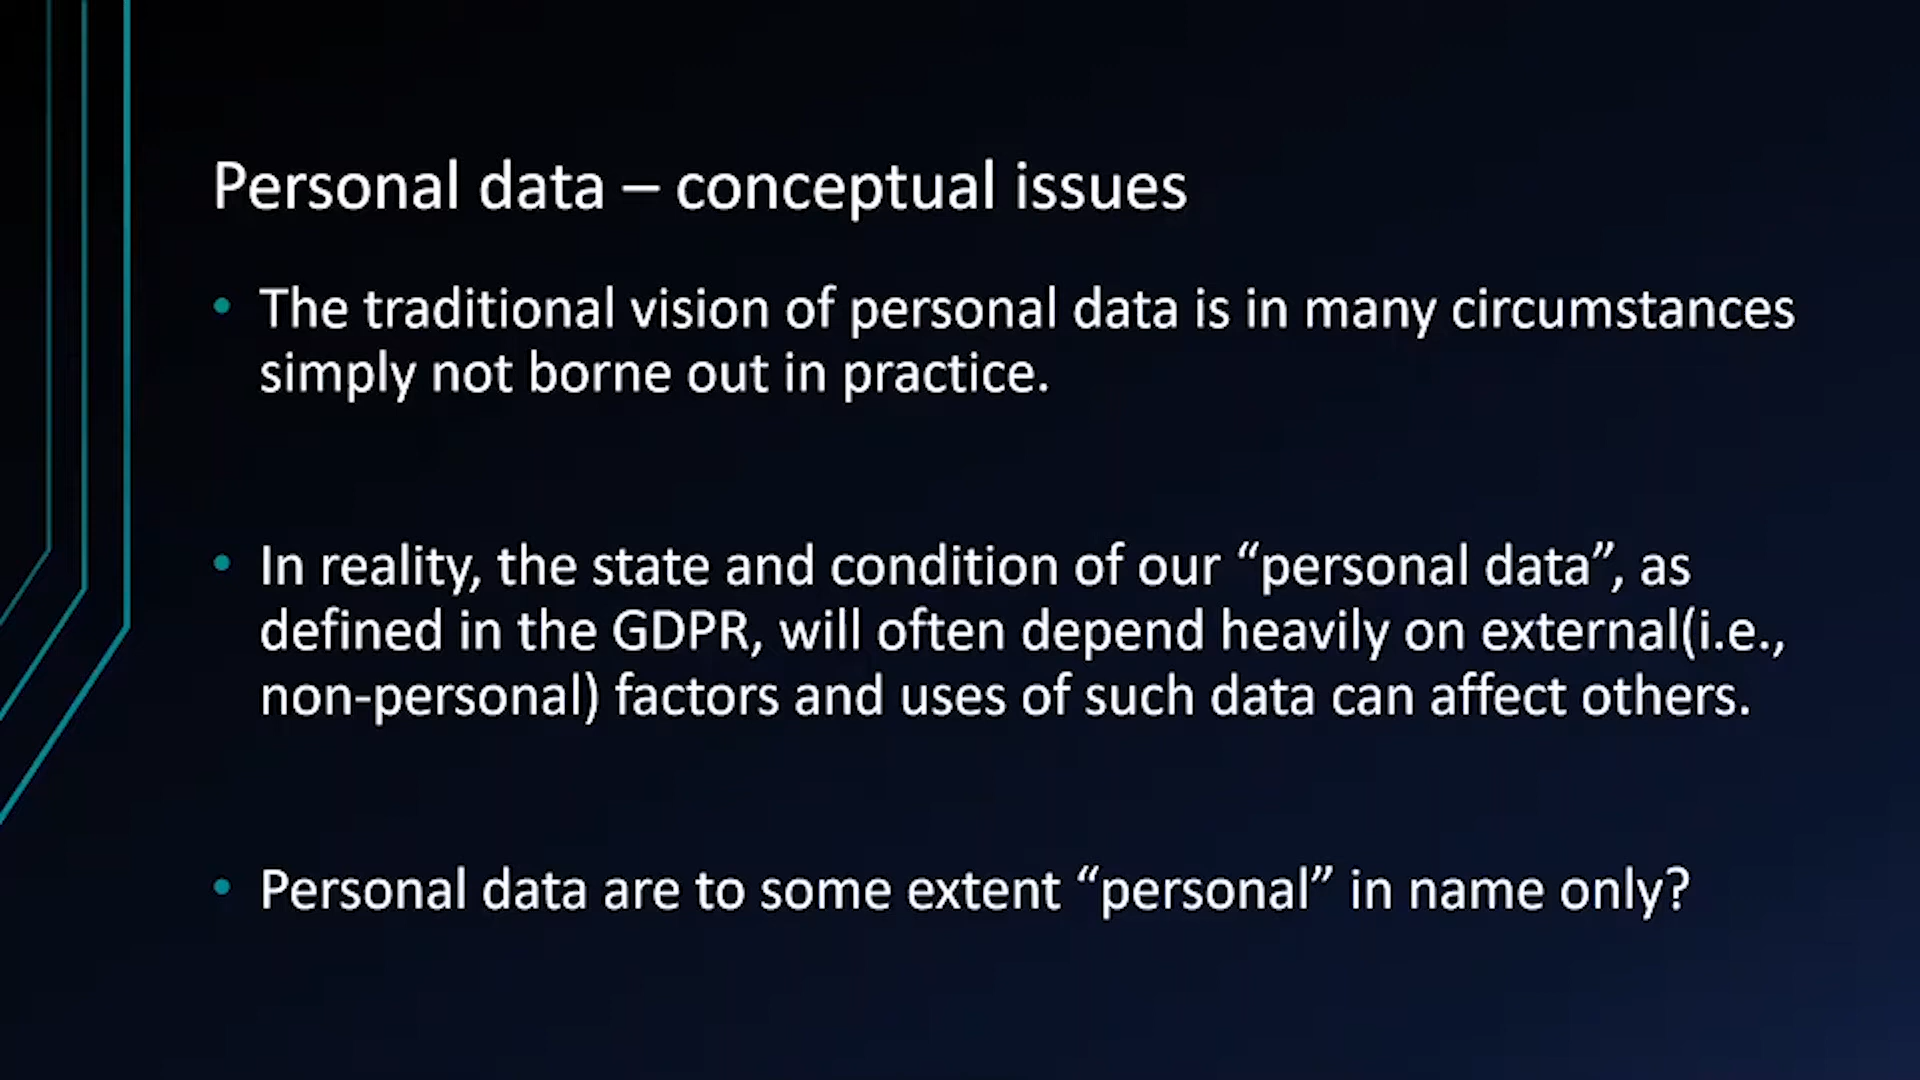 Personal data – conceptual issues
• The traditional vision of personal data is in many circumstances
simply not borne out in practice.
• In reality, the state and condition of our “personal data”, as
defined in the GDPR, will often depend heavily on external(i.e.,
non-personal) factors and uses of such data can affect others.
• Personal data are to some extent “personal” in name only?